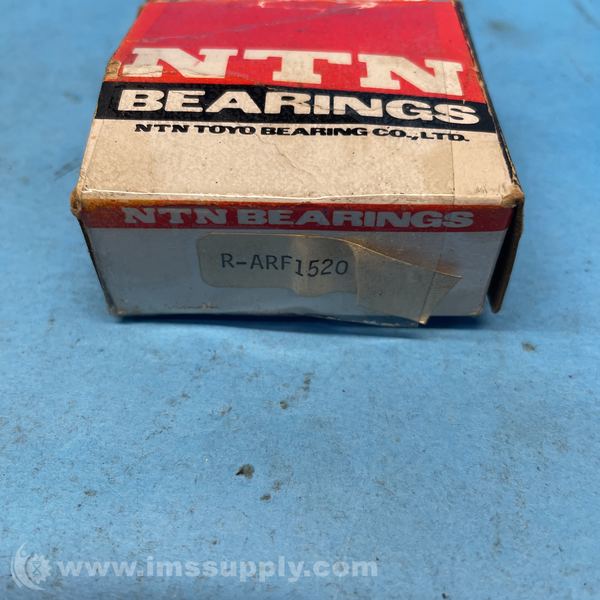 NTN
BEARINGS
NTN TOYO BEARING CO.,LTD.
NTN BEARINGS
R-ARF1520
www.imssupply.com